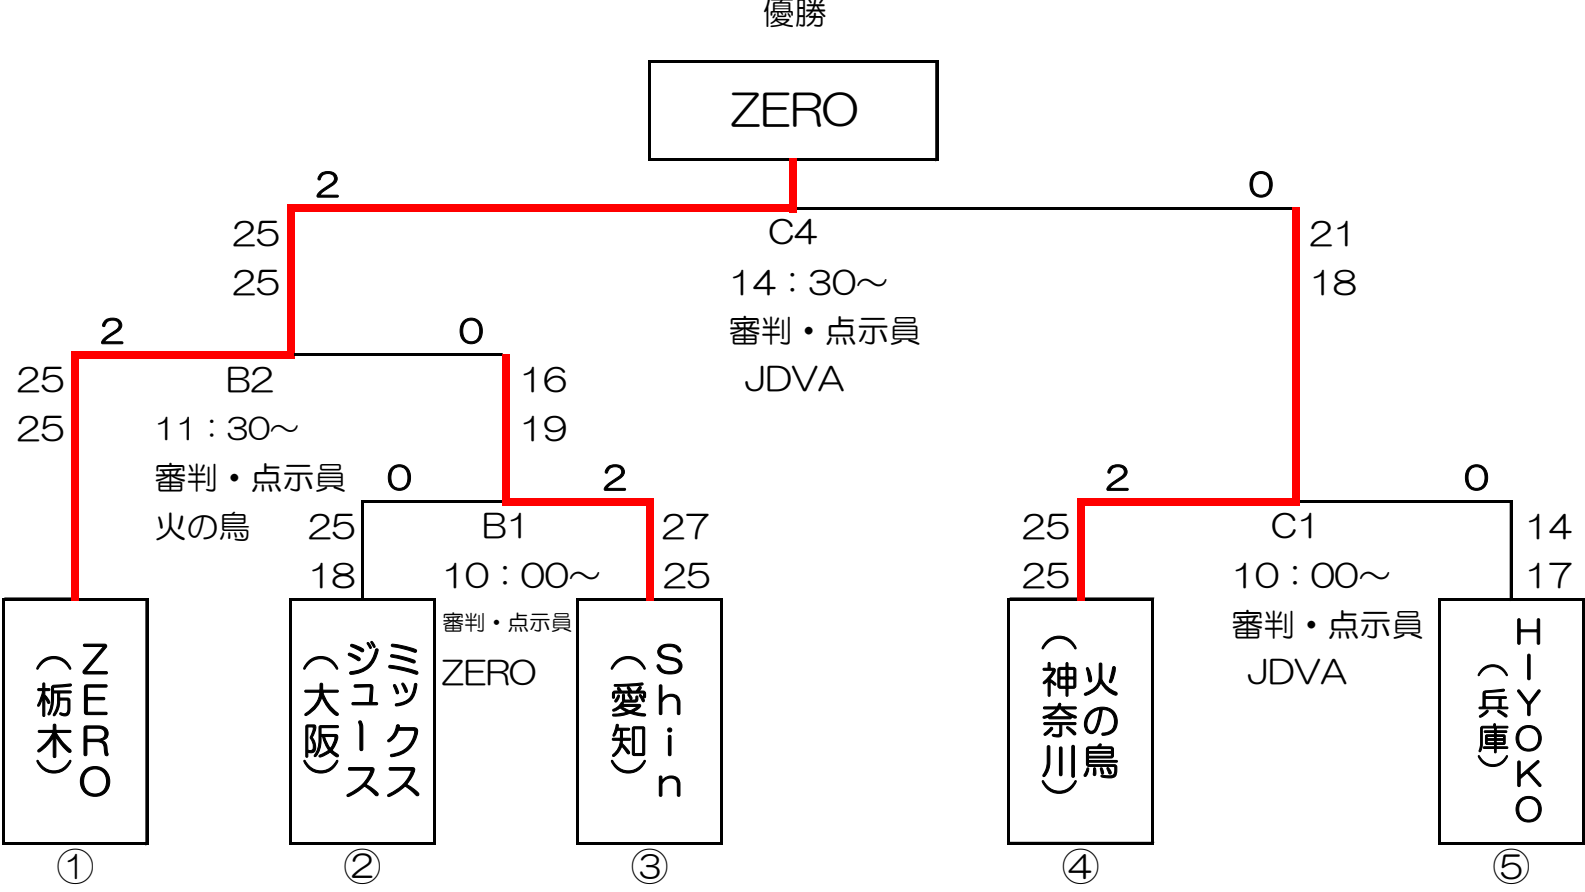 優勝
ZERO
2
0
25
C4
21
25
14：30～
18
2
0
審判・点示員
25
B2
16
JDVA
25
11：30～
19
審判・点示員
0
2
2
0
火の鳥
25
B1
27
25
C1
14
18
10：00～
25
25
10：00～
17
審判・点示員
審判・点示員
ZERO
JDVA
ZERO
（栃木）
ミックス
ジュース
（大阪）
Shin
（愛知）
火の鳥
（神奈川）
HIYOKO
（兵庫）
①
②
③
④
⑤